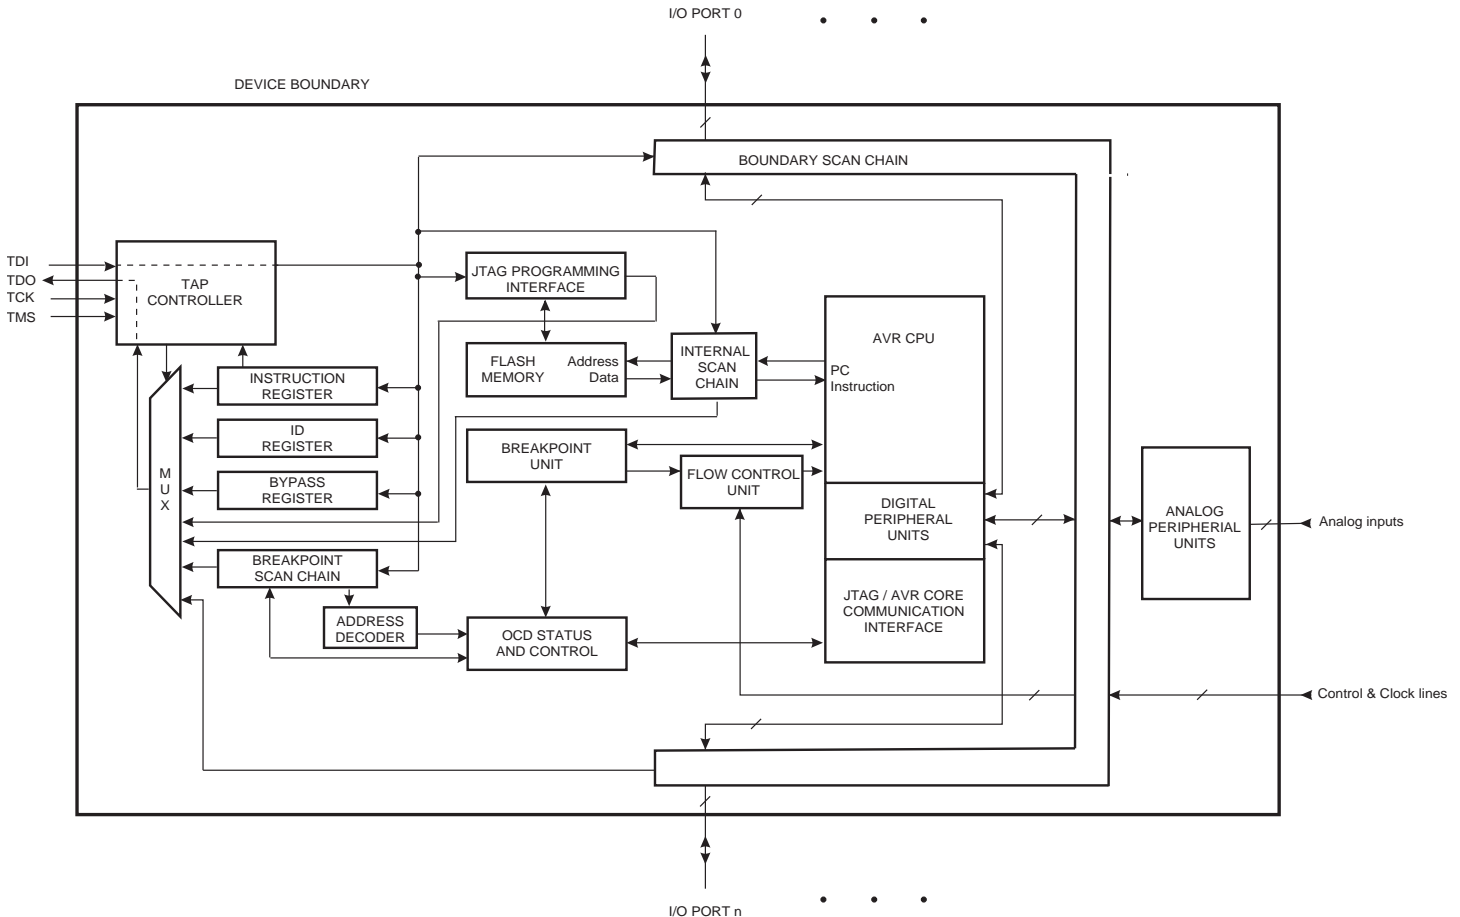 I/O PORT 0
DEVICE BOUNDARY
BOUNDARY SCAN CHAIN
TDI
TDO
TCK
TMS
TAP
CONTROLLER
JTAG PROGRAMMING
INTERFACE
FLASH
MEMORY
Address
Data
INTERNAL
SCAN
CHAIN
AVR CPU
PC
Instruction
INSTRUCTION
REGISTER
ID
REGISTER
BYPASS
REGISTER
M
U
X
BREAKPOINT
UNIT
FLOW CONTROL
UNIT
DIGITAL
PERIPHERAL
UNITS
ANALOG
PERIPHERIAL
UNITS
Analog inputs
BREAKPOINT
SCAN CHAIN
ADDRESS
DECODER
OCD STATUS
AND CONTROL
JTAG / AVR CORE
COMMUNICATION
INTERFACE
Control & Clock lines
I/O PORT n